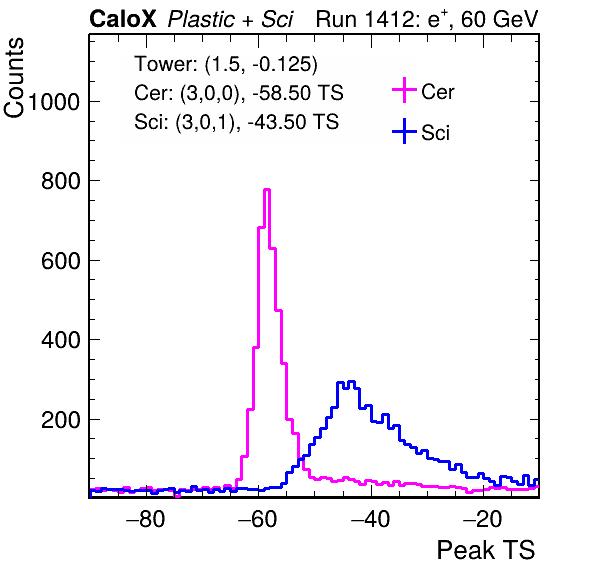 CaloX Plastic + Sci Run 1412: e⁺, 60 GeV
Tower: (1.5, -0.125)
Cer: (3,0,0), -58.50 TS
Sci: (3,0,1), -43.50 TS
Cer
Sci
Counts
1000
800
600
400
200
−80 −60 −40 −20
Peak TS